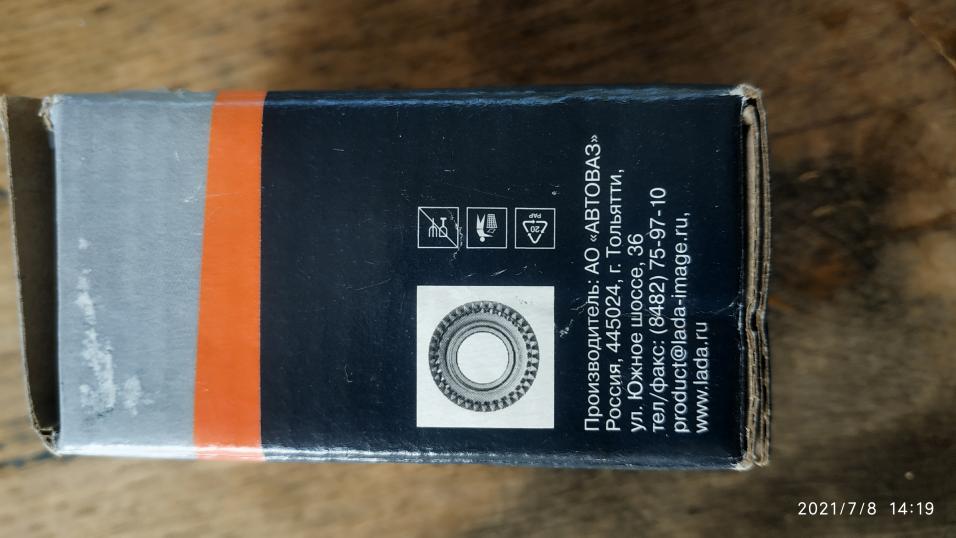 Производитель: АО «АВТОВАЗ»
Россия, 445024, г. Тольятти,
ул. Южное шоссе, 36
тел/факс: (8482) 75-97-10
product@lada-image.ru,
www.lada.ru
20
PAP
2021/7/8 14:19